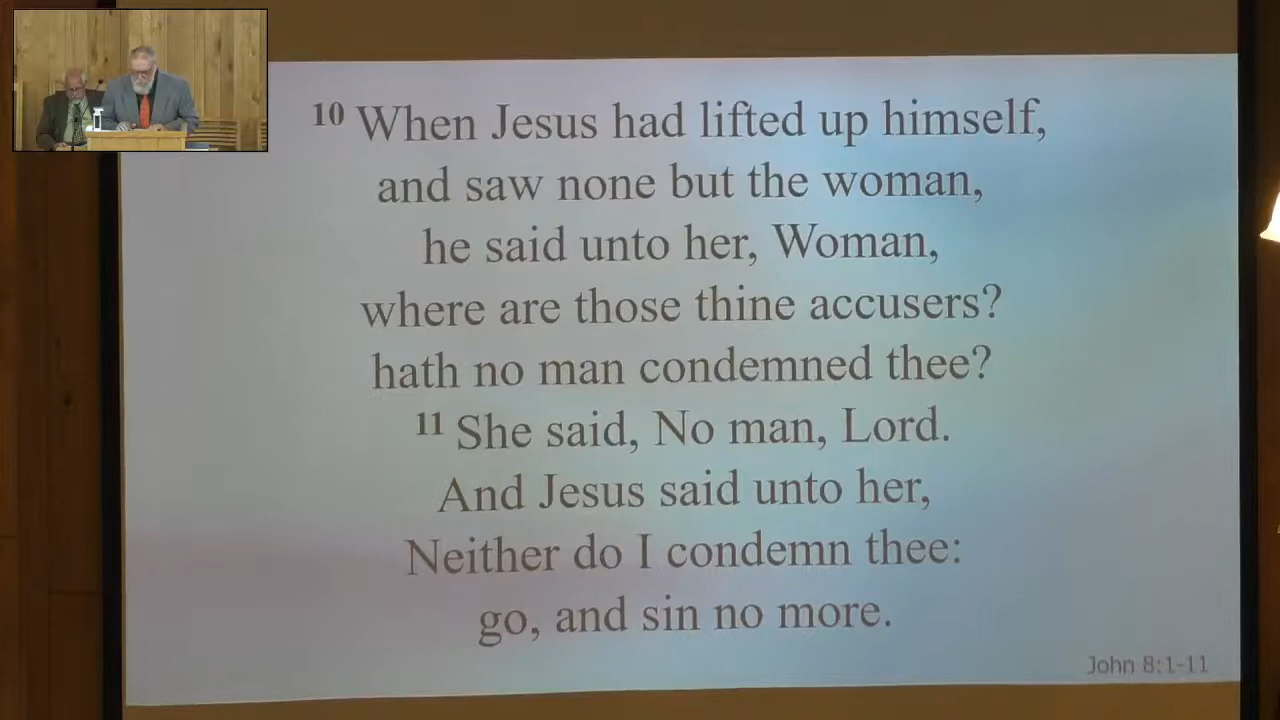 10 When Jesus had lifted up himself,
and saw none but the woman,
he said unto her, Woman,
where are those thine accusers?
hath no man condemned thee?
11 She said, No man, Lord.
And Jesus said unto her,
Neither do I condemn thee:
go, and sin no more.
John 8:1-11